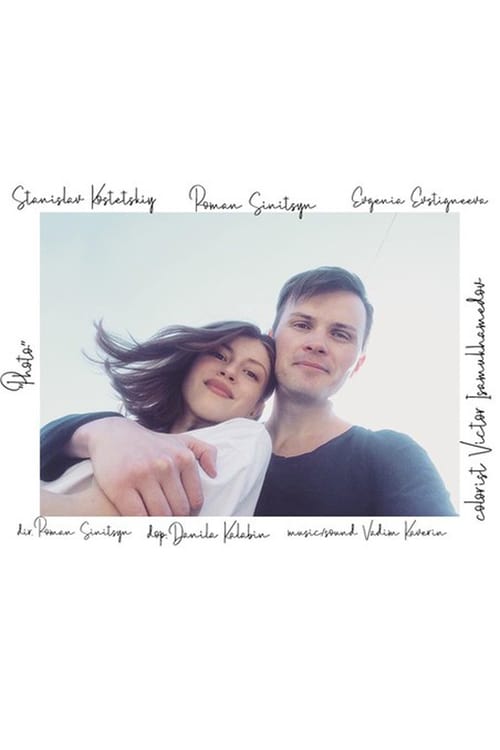 Stanislav Kostetskiy
Roman Sinitsyn
Evgenia Evstigneeva
Photo"
colorist Victor Isamukhamedov
dir. Roman Sinitsyn
dop. Danila Kalabin
music/sound Vadim Kaverin